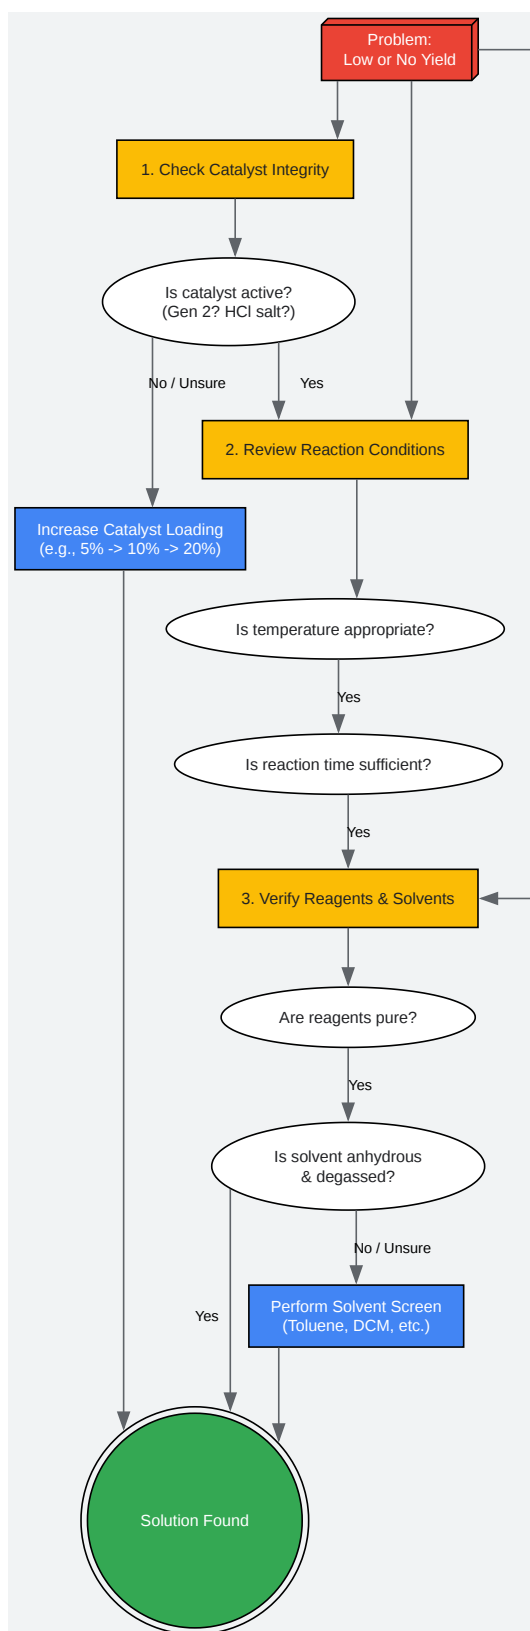 Problem:
Low or No Yield
1. Check Catalyst Integrity
Is catalyst active?
(Gen 2? HCl salt?)
No / Unsure
Yes
2. Review Reaction Conditions
Increase Catalyst Loading
(e.g., 5% -> 10% -> 20%)
Is temperature appropriate?
Yes
Is reaction time sufficient?
Yes
3. Verify Reagents & Solvents
Are reagents pure?
Yes
Is solvent anhydrous
& degassed?
No / Unsure
Yes
Perform Solvent Screen
(Toluene, DCM, etc.)
Solution Found